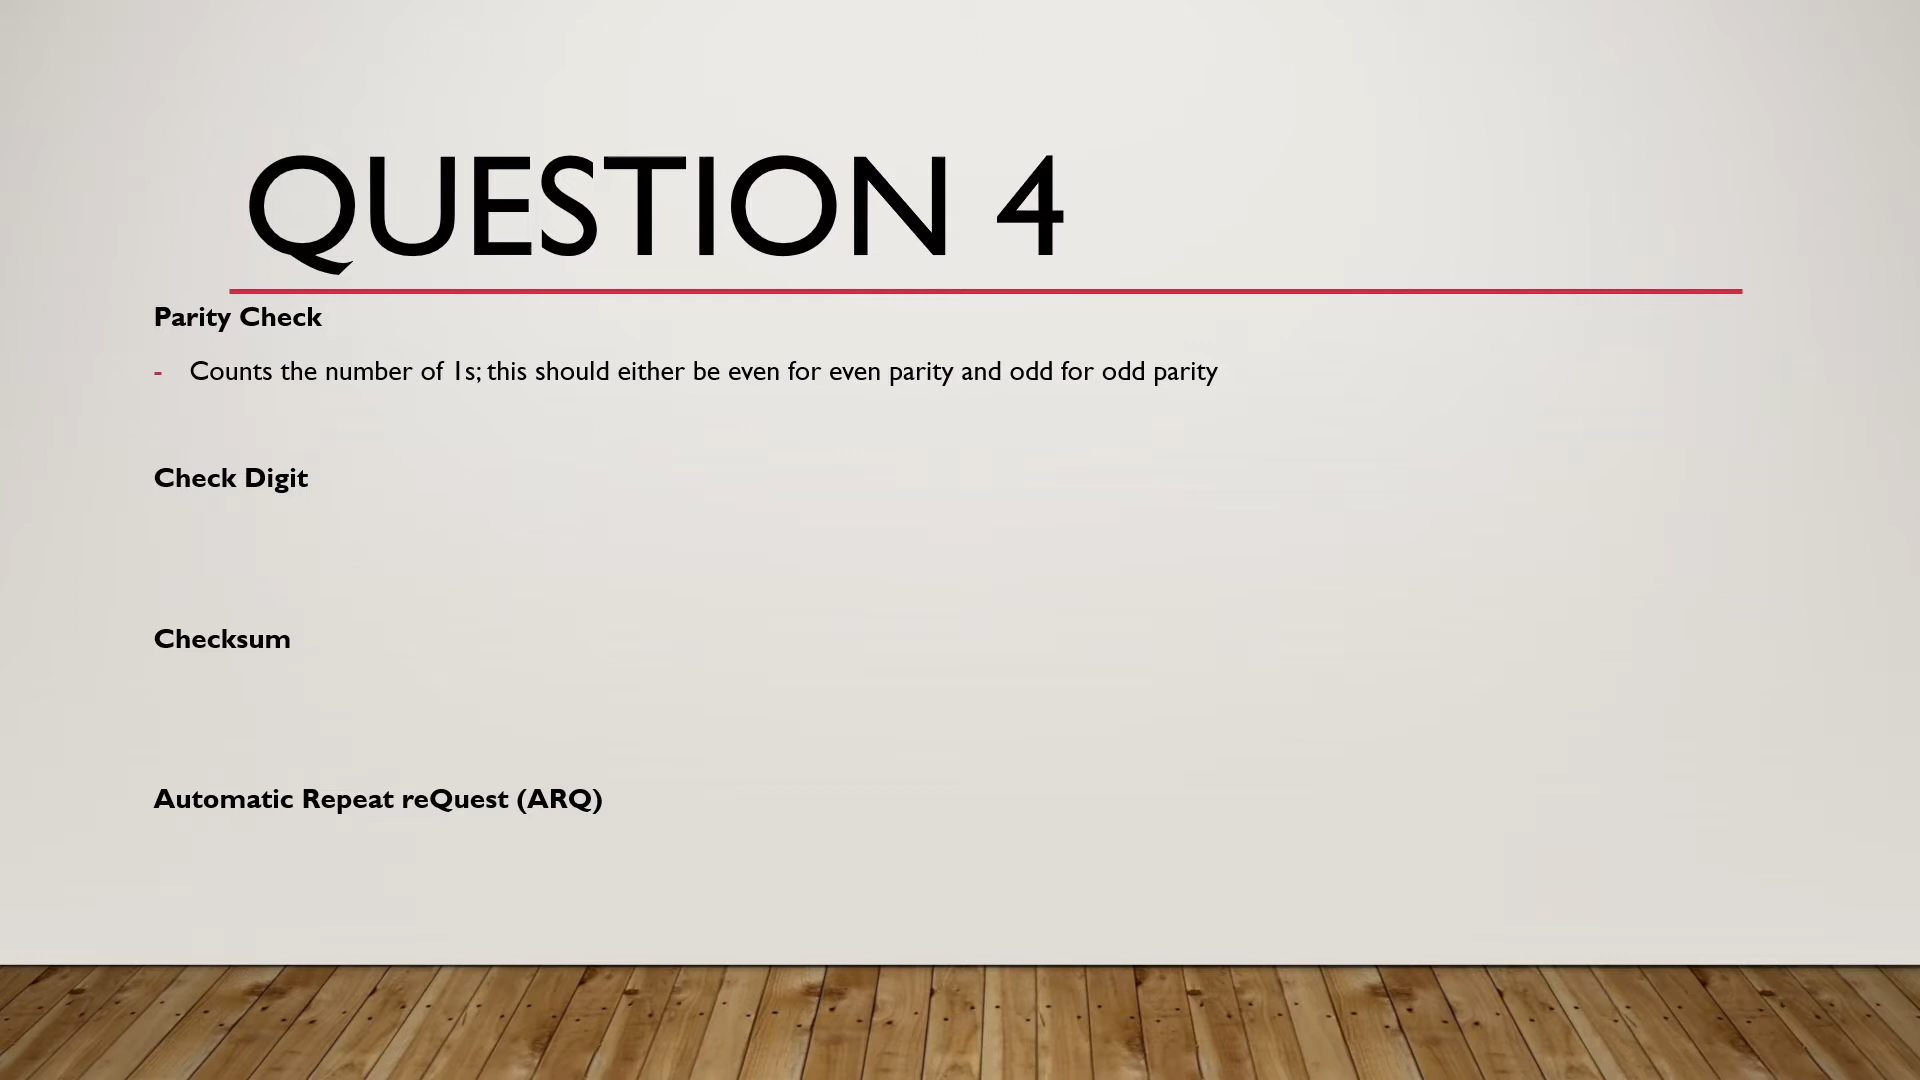 QUESTION 4
Parity Check
- Counts the number of 1s; this should either be even for even parity and odd for odd parity
Check Digit
Checksum
Automatic Repeat reQuest (ARQ)